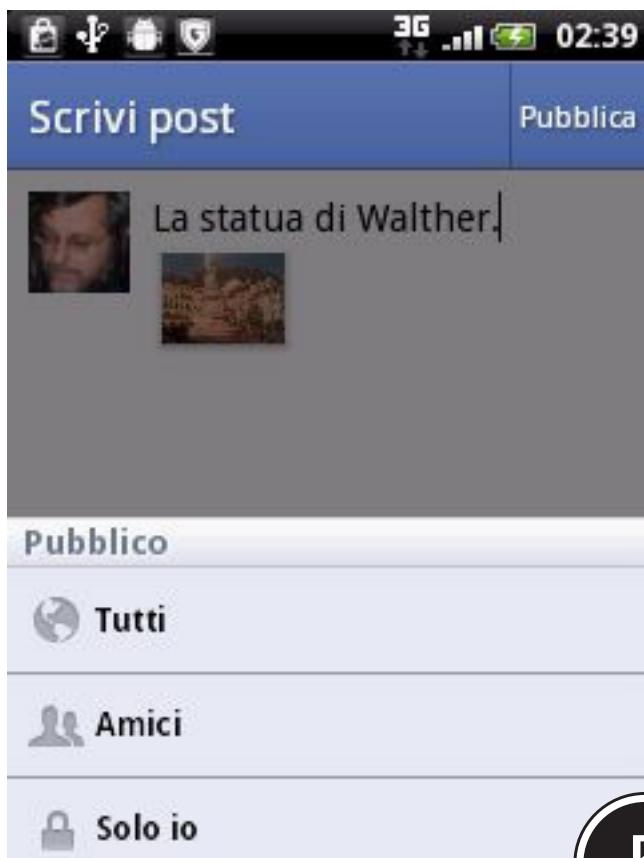 3G 02:39
Scrivi post Pubblica
La statua di Walther.
Pubblico
Tutti
Amici
Solo io